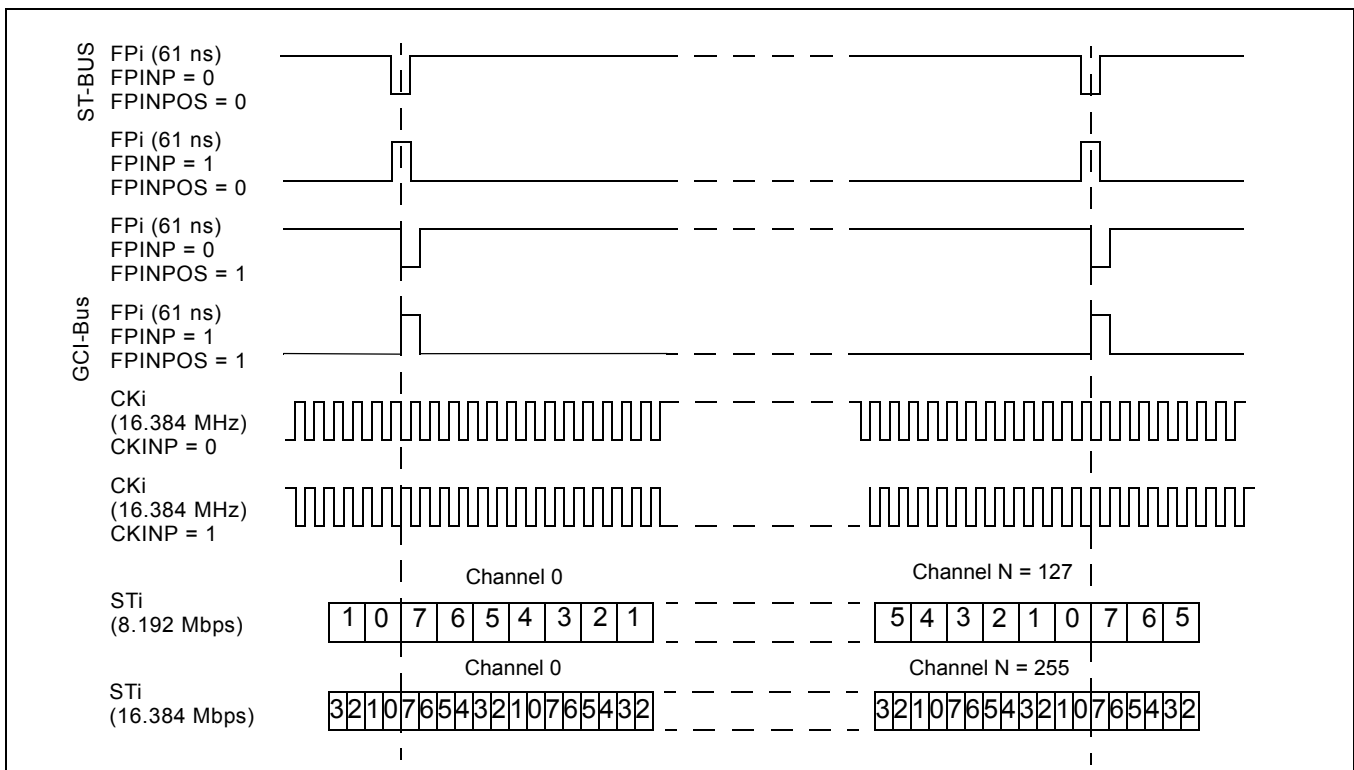 ST-BUS
FPi (61 ns)
FPINP = 0
FPINPOS = 0
FPi (61 ns)
FPINP = 1
FPINPOS = 0
FPi (61 ns)
FPINP = 0
FPINPOS = 1
GCI-Bus
FPi (61 ns)
FPINP = 1
FPINPOS = 1
CKi
(16.384 MHz)
CKINP = 0
CKi
(16.384 MHz)
CKINP = 1
Channel 0
Channel N = 127
STi
(8.192 Mbps)
1 0 7 6 5 4 3 2 1
5 4 3 2 1 0 7 6 5
Channel 0
Channel N = 255
STi
(16.384 Mbps)
3 2 1 0 7 6 5 4 3 2 1 0 7 6 5 4 3 2
3 2 1 0 7 6 5 4 3 2 1 0 7 6 5 4 3 2